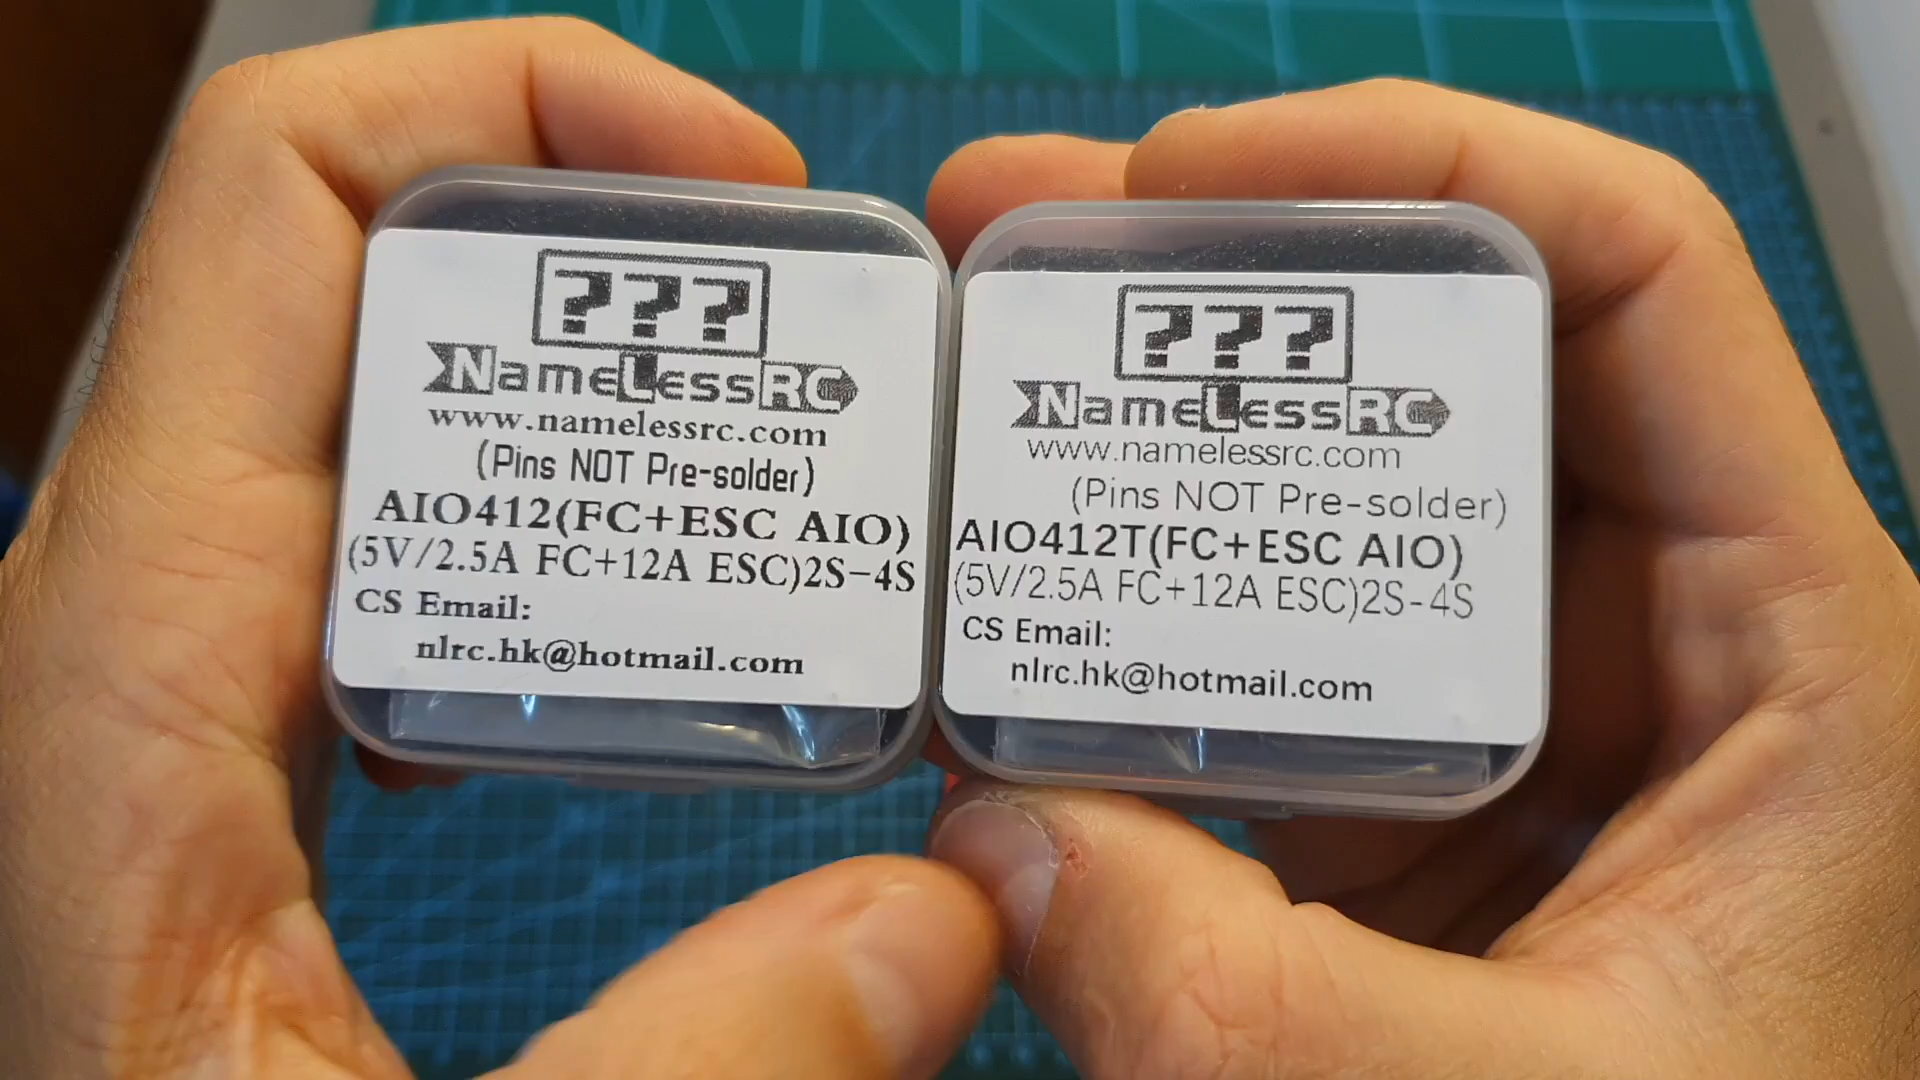 ???
NameLessRC
www.namelessrc.com
(Pins NOT Pre-solder)
AIO412(FC+ESC AIO)
(5V/2.5A FC+12A ESC)2S-4S
CS Email:
nlrc.hk@hotmail.com
???
NameLessRC
www.namelessrc.com
(Pins NOT Pre-solder)
AIO412T(FC+ESC AIO)
(5V/2.5A FC+12A ESC)2S-4S
CS Email:
nlrc.hk@hotmail.com